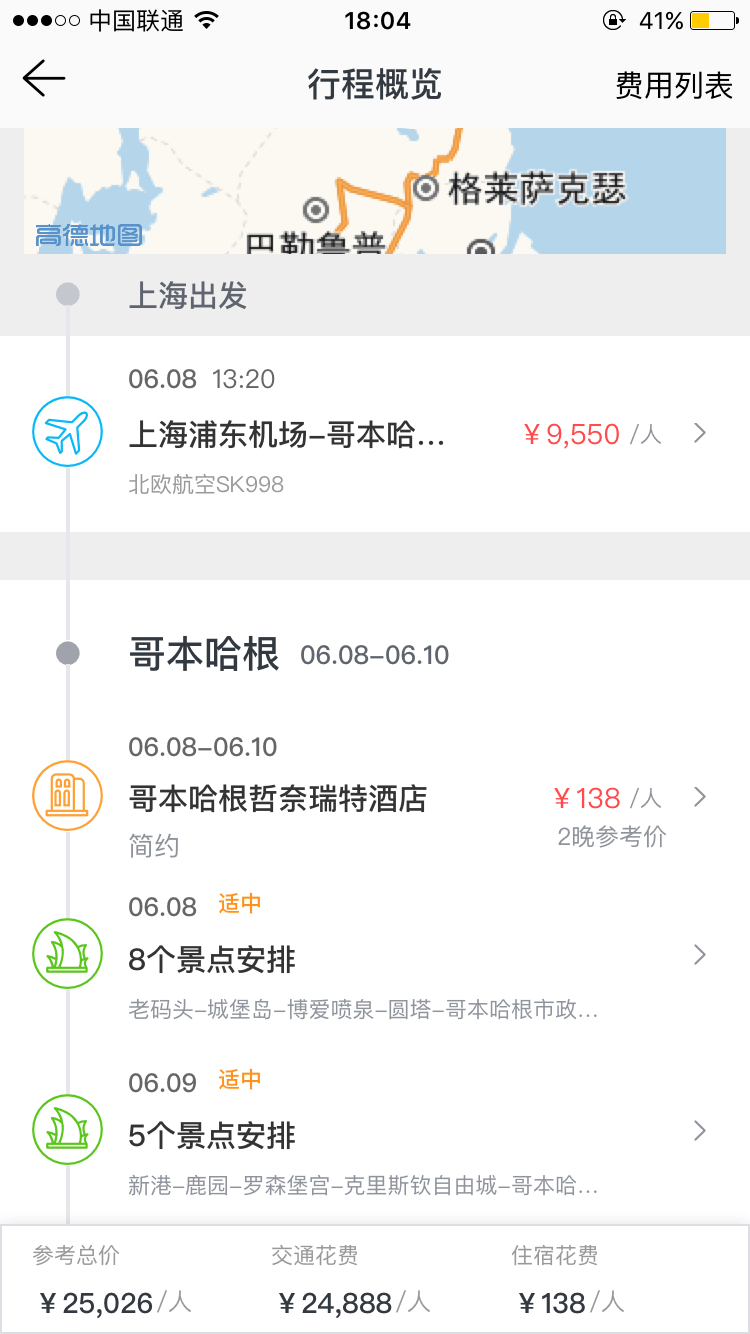 中国联通 18:04 41%
行程概览 费用列表
格莱萨克瑟
高德地图
巴勒鲁普
上海出发
06.08 13:20
上海浦东机场–哥本哈… ¥9,550 /人
北欧航空SK998
哥本哈根 06.08–06.10
06.08–06.10
哥本哈根哲奈瑞特酒店 ¥138 /人
简约 2晚参考价
06.08 适中
8个景点安排
老码头–城堡岛–博爱喷泉–圆塔–哥本哈根市政…
06.09 适中
5个景点安排
新港–鹿园–罗森堡宫–克里斯钦自由城–哥本哈…
参考总价 交通花费 住宿花费
¥25,026/人 ¥24,888/人 ¥138/人